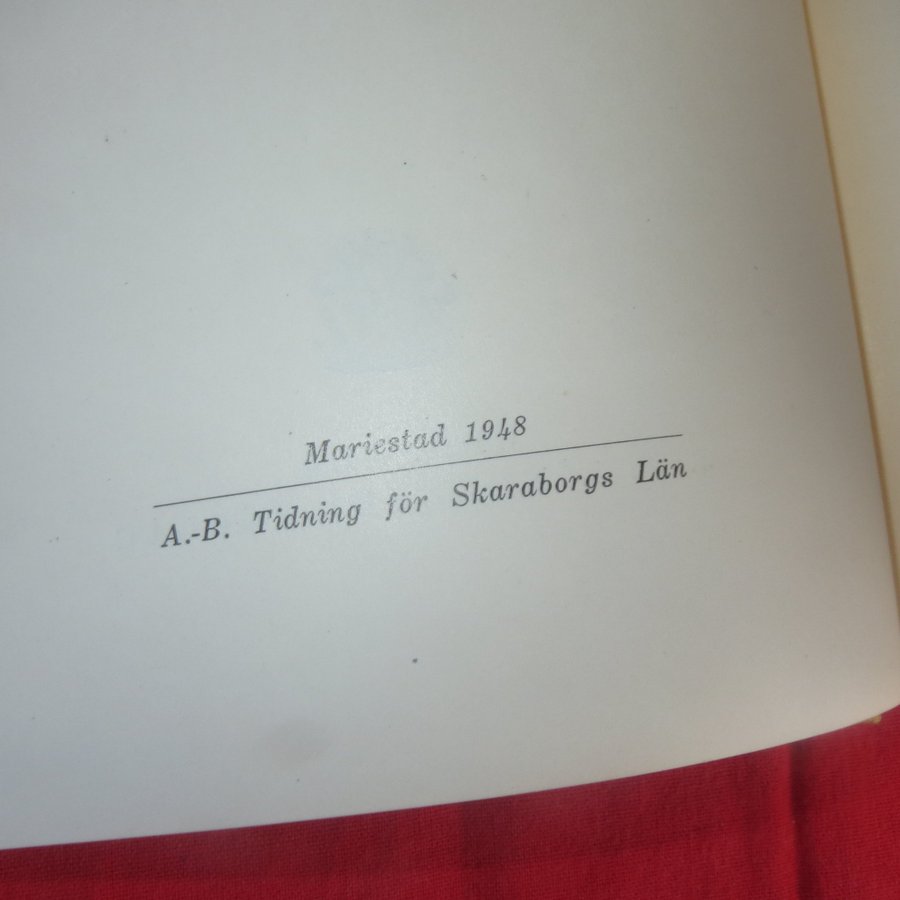 Mariestad 1948
A.-B. Tidning för Skaraborgs Län